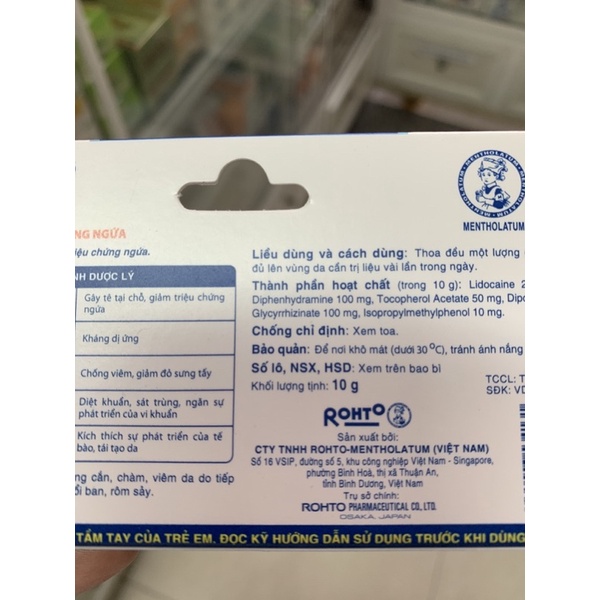 MENTHOLATUM
MENTHOLATUM
NG NGỨA
iệu chứng ngứa.
NH DƯỢC LÝ
Gây tê tại chỗ, giảm triệu chứng
ngứa
Kháng dị ứng
Chống viêm, giảm đỏ sưng tấy
Diệt khuẩn, sát trùng, ngăn sự
phát triển của vi khuẩn
Kích thích sự phát triển của tế
bào, tái tạo da
ng cắn, chàm, viêm da do tiếp
ổi ban, rôm sảy.
Liều dùng và cách dùng: Thoa đều một lượng
đủ lên vùng da cần trị liệu vài lần trong ngày.
Thành phần hoạt chất (trong 10 g): Lidocaine 2
Diphenhydramine 100 mg, Tocopherol Acetate 50 mg, Dipo
Glycyrrhizinate 100 mg, Isopropylmethylphenol 10 mg.
Chống chỉ định: Xem toa.
Bảo quản: Để nơi khô mát (dưới 30°C), tránh ánh nắng
Số lô, NSX, HSD: Xem trên bao bì
Khối lượng tịnh: 10 g
TCCL: T
SĐK: VD
ROHTO
Sản xuất bởi:
CTY TNHH ROHTO-MENTHOLATUM (VIỆT NAM)
Số 16 VSIP, đường số 5, khu công nghiệp Việt Nam - Singapore,
phường Bình Hoà, thị xã Thuận An,
tỉnh Bình Dương, Việt Nam
Trụ sở chính:
ROHTO PHARMACEUTICAL CO., LTD.
OSAKA, JAPAN
TẦM TAY CỦA TRẺ EM. ĐỌC KỸ HƯỚNG DẪN SỬ DỤNG TRƯỚC KHI DÙNG